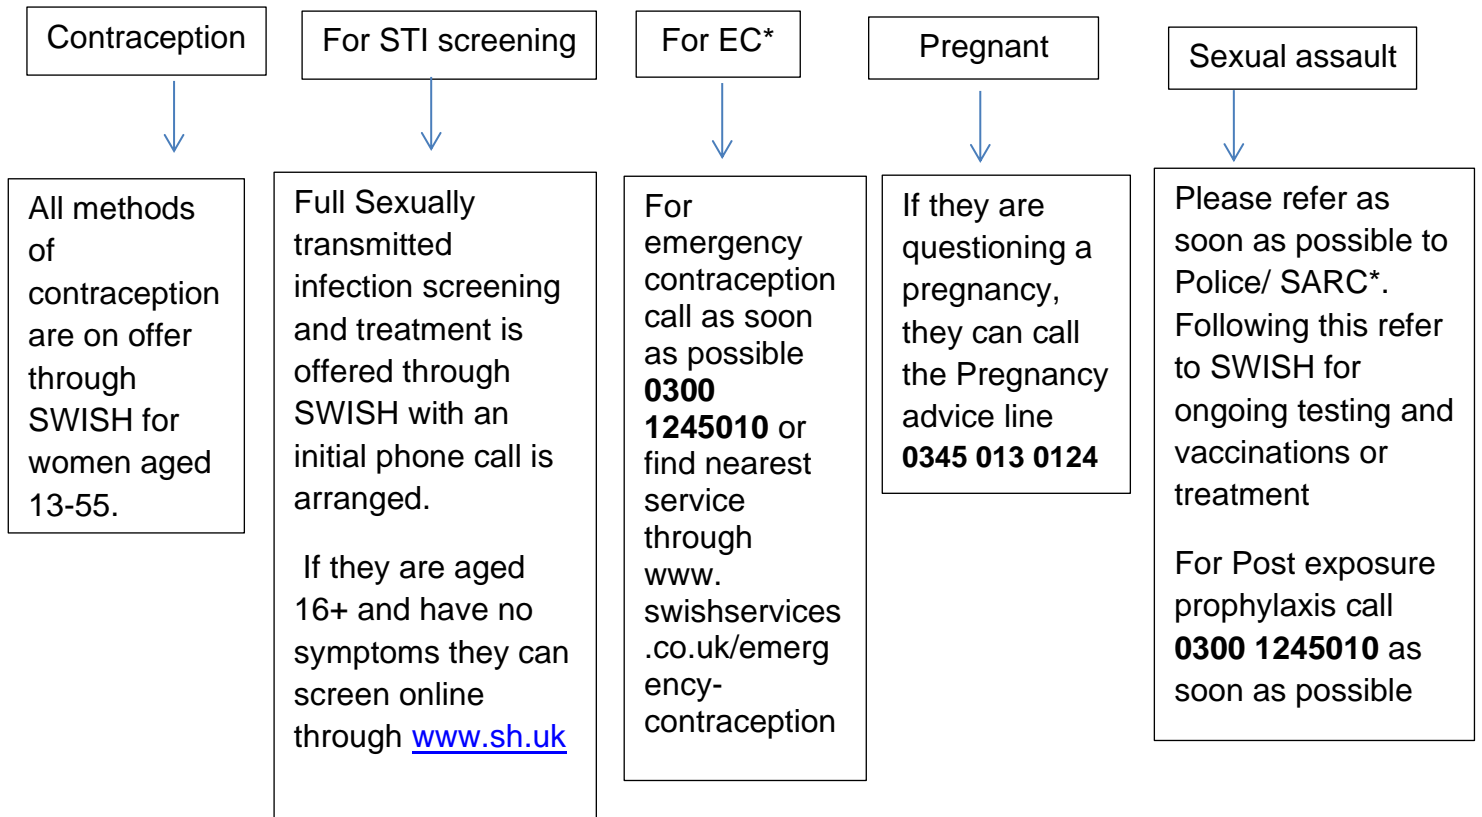 Contraception
For STI screening
For EC*
Pregnant
Sexual assault
All methods
of
contraception
are on offer
through
SWISH for
women aged
13-55.
Full Sexually
transmitted
infection screening
and treatment is
offered through
SWISH with an
initial phone call is
arranged.
If they are aged
16+ and have no
symptoms they can
screen online
through www.sh.uk
For
emergency
contraception
call as soon
as possible
0300
1245010 or
find nearest
service
through
www.
swishservices
.co.uk/emerg
ency-
contraception
If they are
questioning a
pregnancy,
they can call
the Pregnancy
advice line
0345 013 0124
Please refer as
soon as possible to
Police/ SARC*.
Following this refer
to SWISH for
ongoing testing and
vaccinations or
treatment
For Post exposure
prophylaxis call
0300 1245010 as
soon as possible